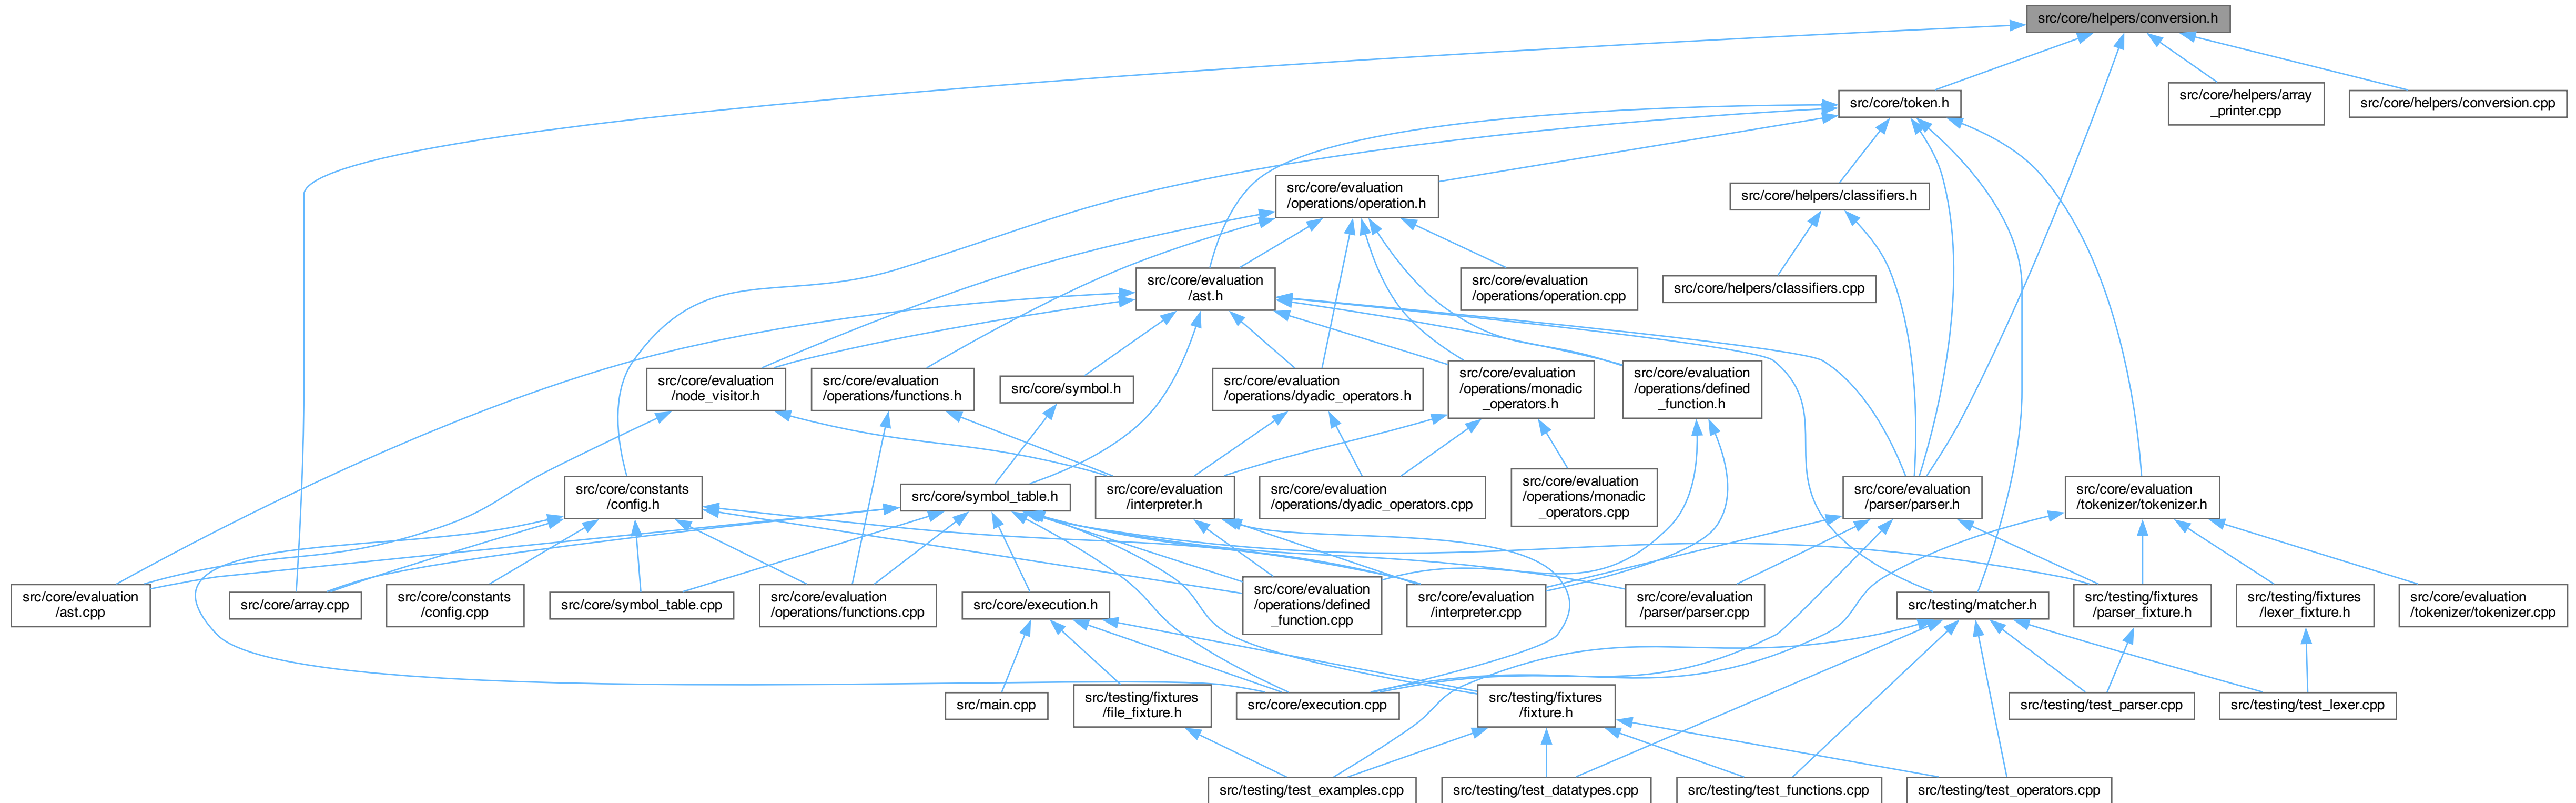 src/core/helpers/conversion.h
src/core/token.h
src/core/helpers/array
_printer.cpp
src/core/helpers/conversion.cpp
src/core/evaluation
/operations/operation.h
src/core/helpers/classifiers.h
src/core/evaluation
/ast.h
src/core/evaluation
/operations/operation.cpp
src/core/helpers/classifiers.cpp
src/core/evaluation
/node_visitor.h
src/core/evaluation
/operations/functions.h
src/core/symbol.h
src/core/evaluation
/operations/dyadic_operators.h
src/core/evaluation
/operations/monadic
_operators.h
src/core/evaluation
/operations/defined
_function.h
src/core/constants
/config.h
src/core/symbol_table.h
src/core/evaluation
/interpreter.h
src/core/evaluation
/operations/dyadic_operators.cpp
src/core/evaluation
/operations/monadic
_operators.cpp
src/core/evaluation
/parser/parser.h
src/core/evaluation
/tokenizer/tokenizer.h
src/core/evaluation
/ast.cpp
src/core/array.cpp
src/core/constants
/config.cpp
src/core/symbol_table.cpp
src/core/evaluation
/operations/functions.cpp
src/core/execution.h
src/core/evaluation
/operations/defined
_function.cpp
src/core/evaluation
/interpreter.cpp
src/core/evaluation
/parser/parser.cpp
src/testing/matcher.h
src/testing/fixtures
/parser_fixture.h
src/testing/fixtures
/lexer_fixture.h
src/core/evaluation
/tokenizer/tokenizer.cpp
src/main.cpp
src/testing/fixtures
/file_fixture.h
src/core/execution.cpp
src/testing/fixtures
/fixture.h
src/testing/test_parser.cpp
src/testing/test_lexer.cpp
src/testing/test_examples.cpp
src/testing/test_datatypes.cpp
src/testing/test_functions.cpp
src/testing/test_operators.cpp